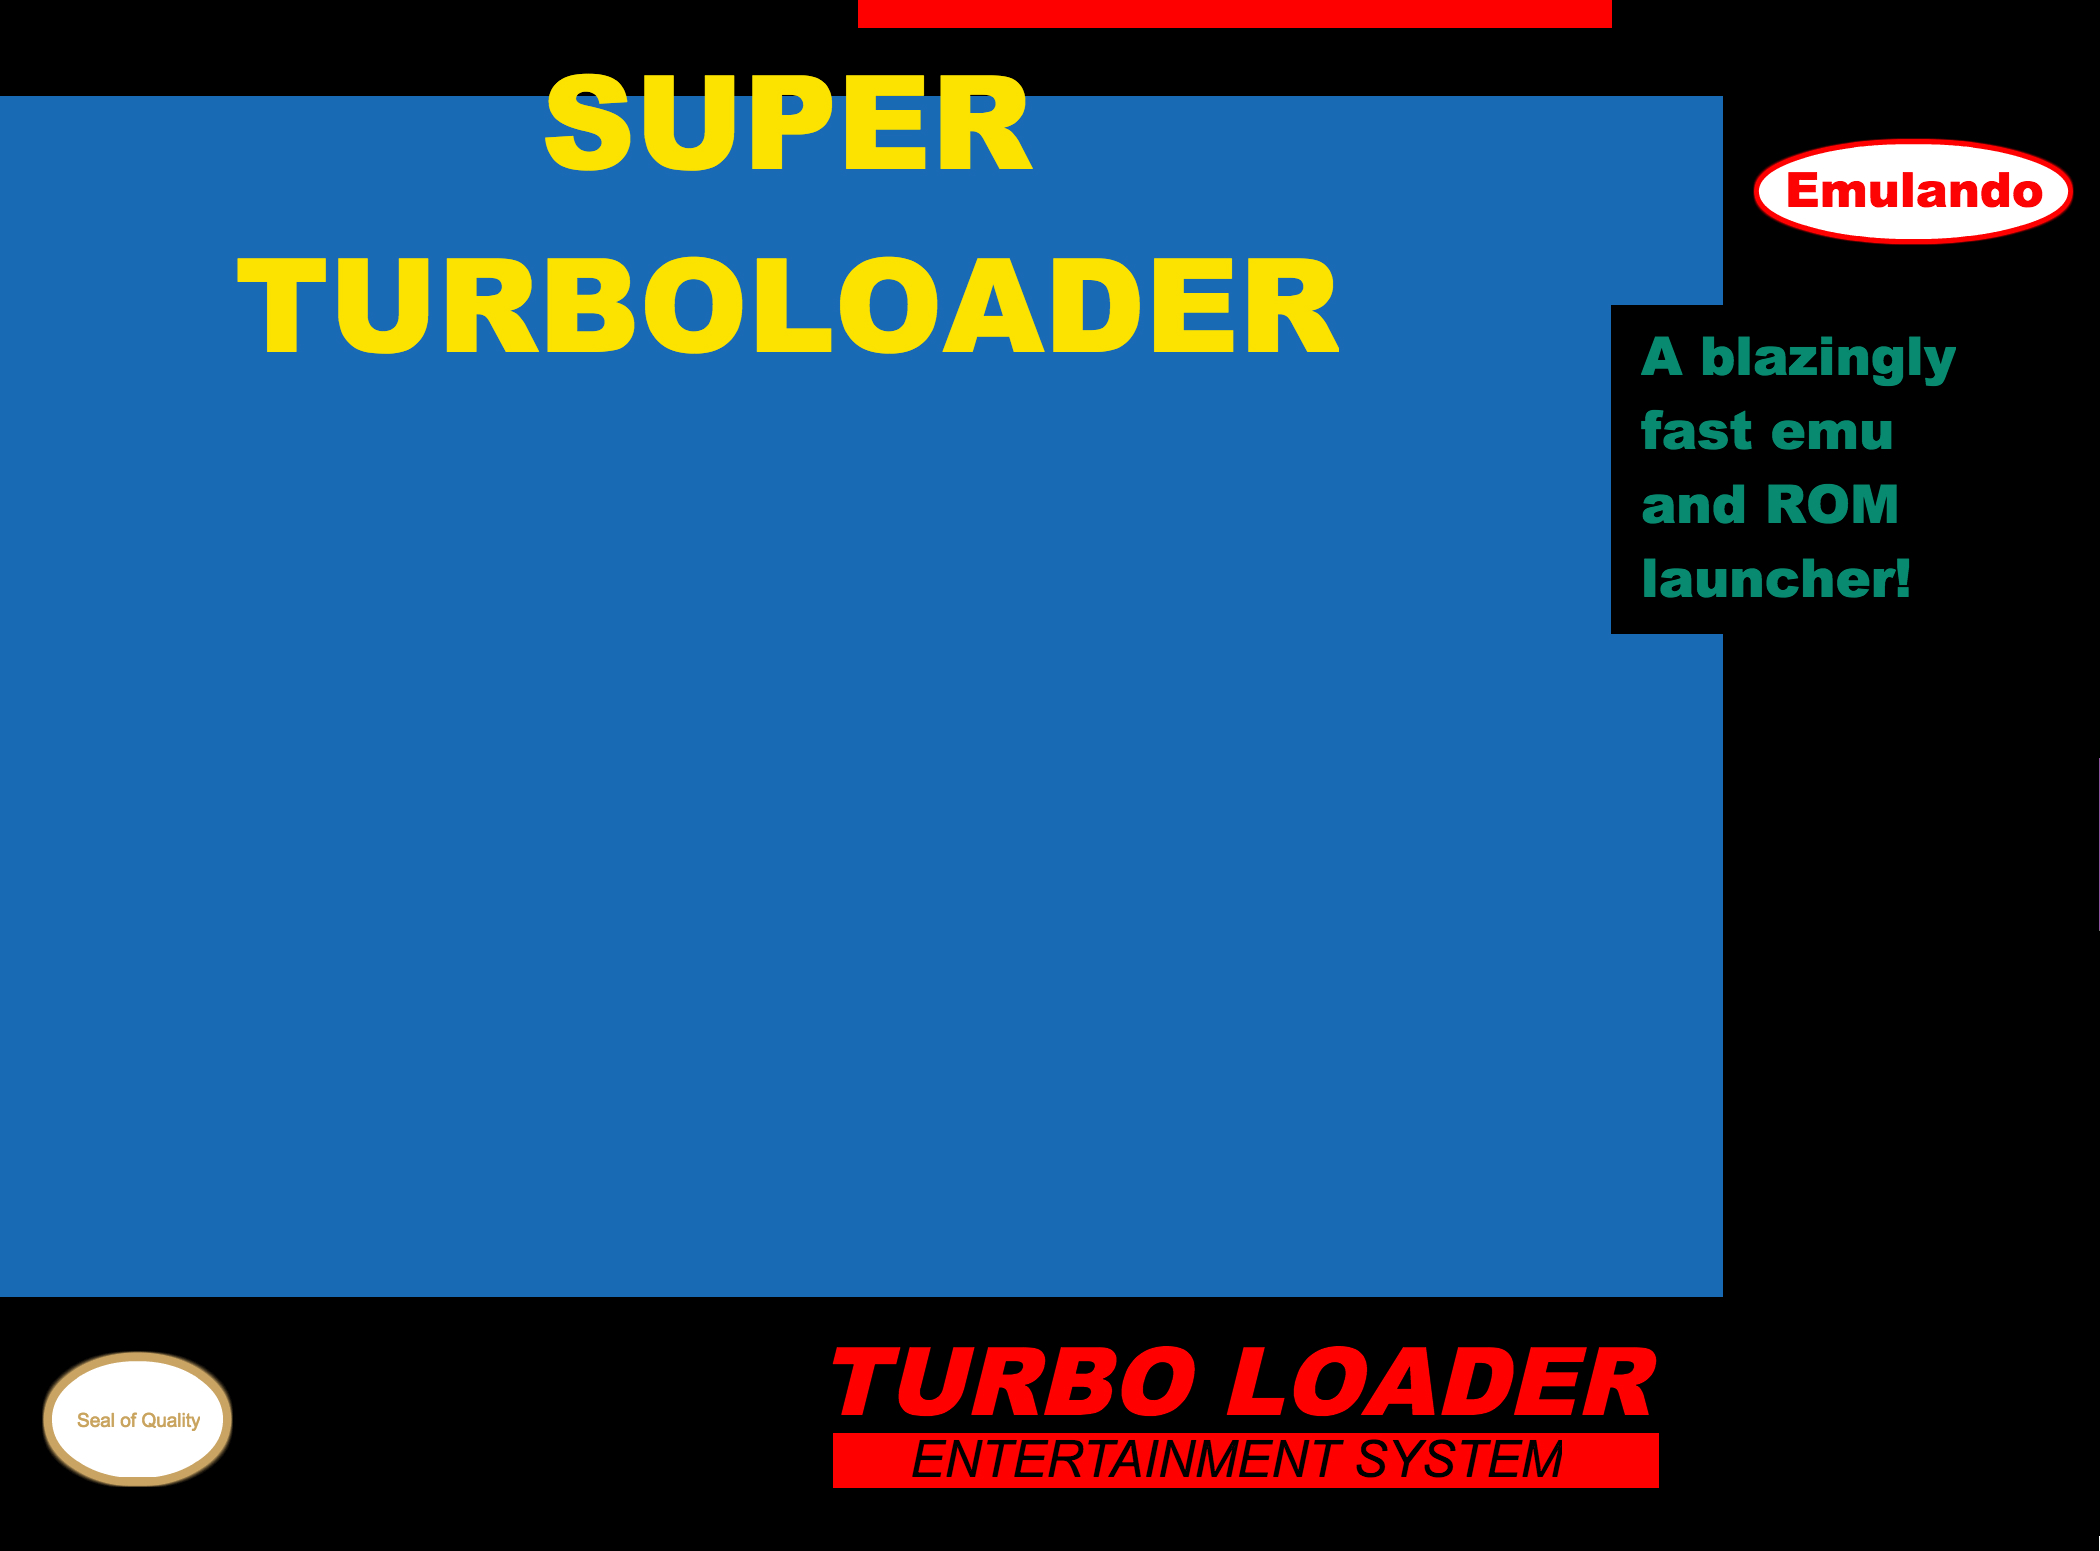 SUPER
TURBOLOADER
Emulando
A blazingly
fast emu
and ROM
launcher!
Seal of Quality
TURBO LOADER
ENTERTAINMENT SYSTEM